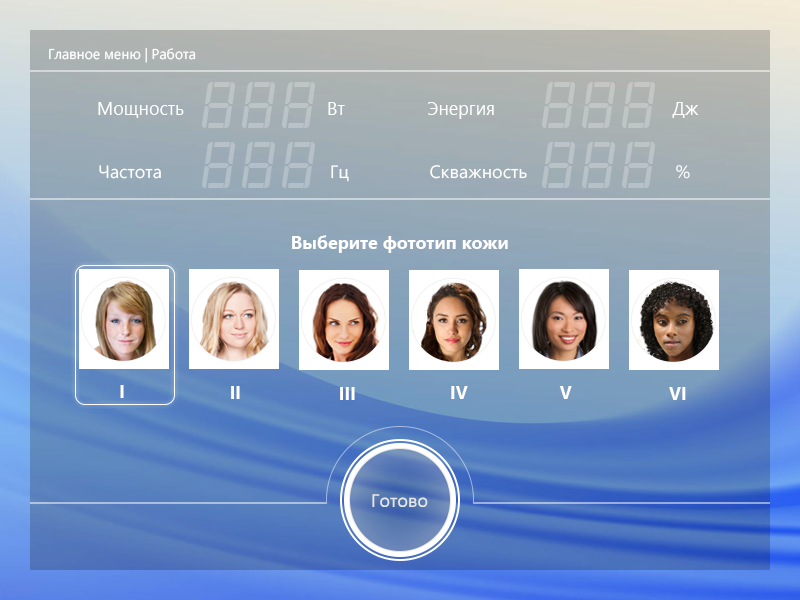 Главное меню | Работа
Мощность 888 Вт Энергия 888 Дж
Частота 888 Гц Скважность 888 %
Выберите фототип кожи
I II III IV V VI
Готово